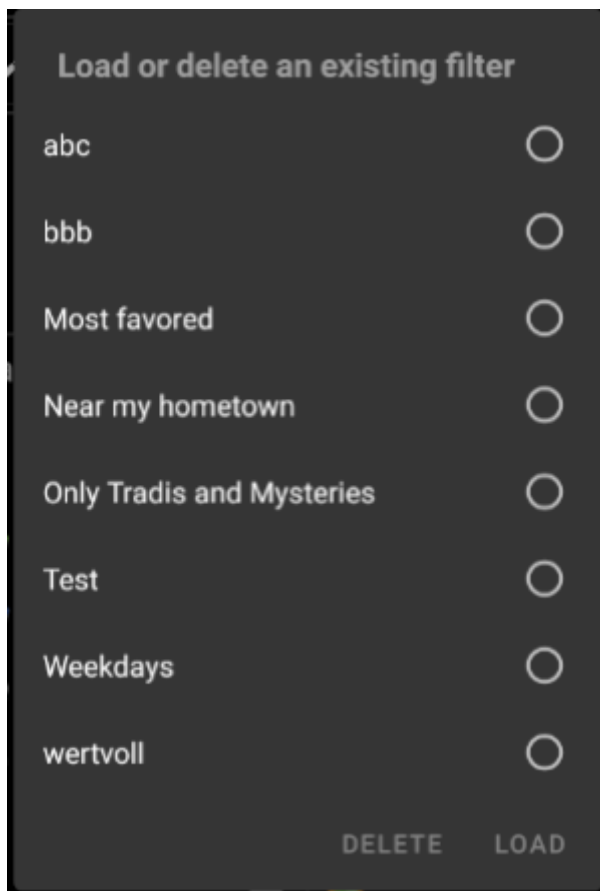 Load or delete an existing filter
abc
bbb
Most favored
Near my hometown
Only Tradis and Mysteries
Test
Weekdays
wertvoll
DELETE LOAD